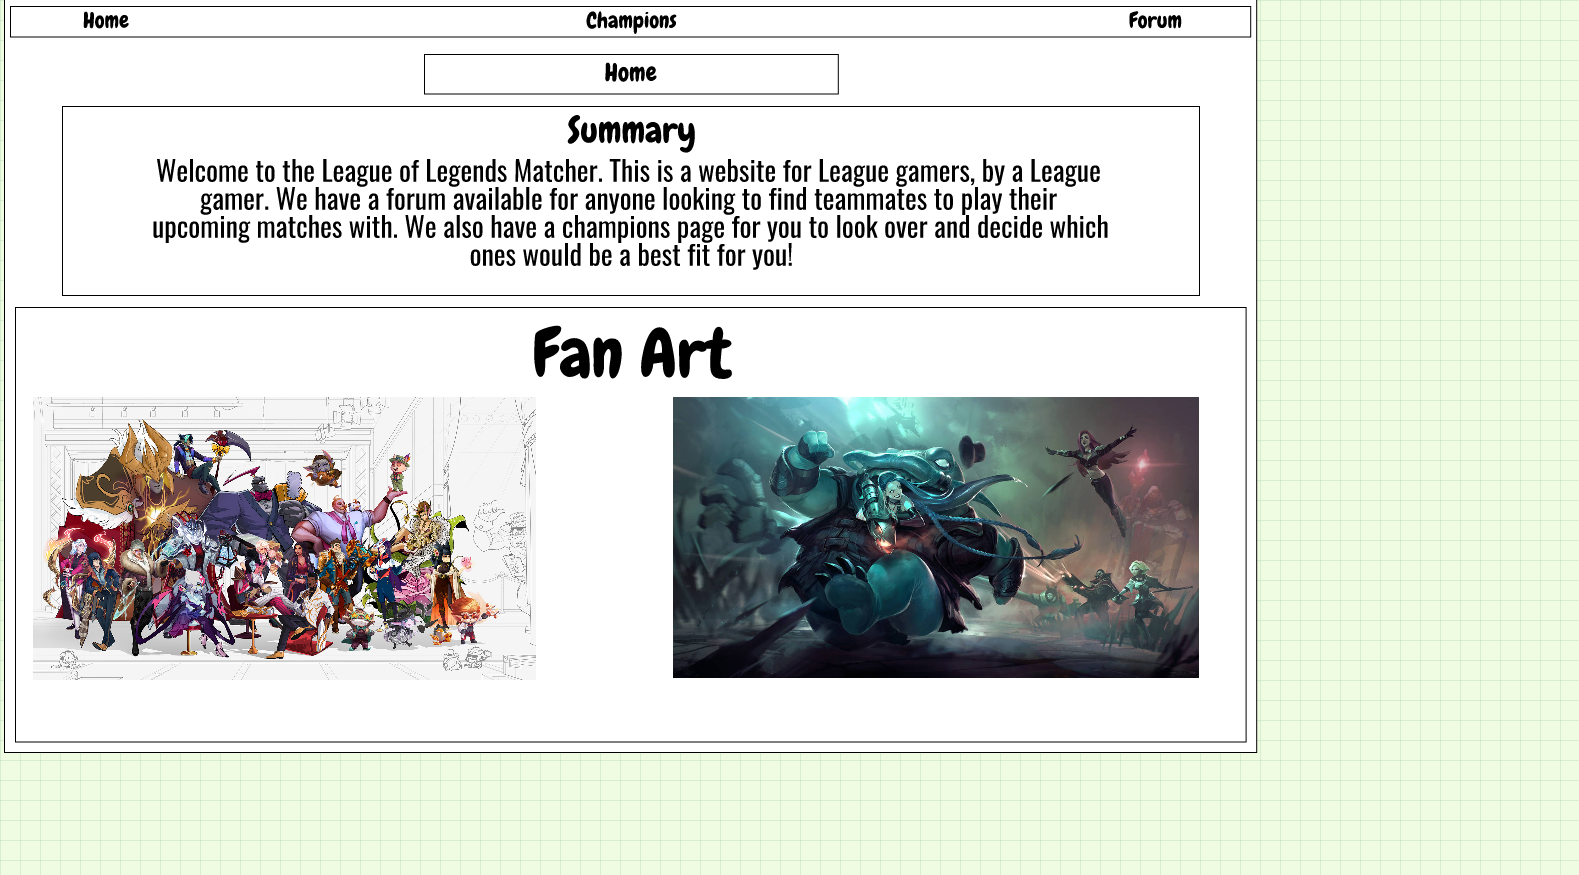 Home Champions Forum
Home
Summary
Welcome to the League of Legends Matcher. This is a website for League gamers, by a League
gamer. We have a forum available for anyone looking to find teammates to play their
upcoming matches with. We also have a champions page for you to look over and decide which
ones would be a best fit for you!
Fan Art